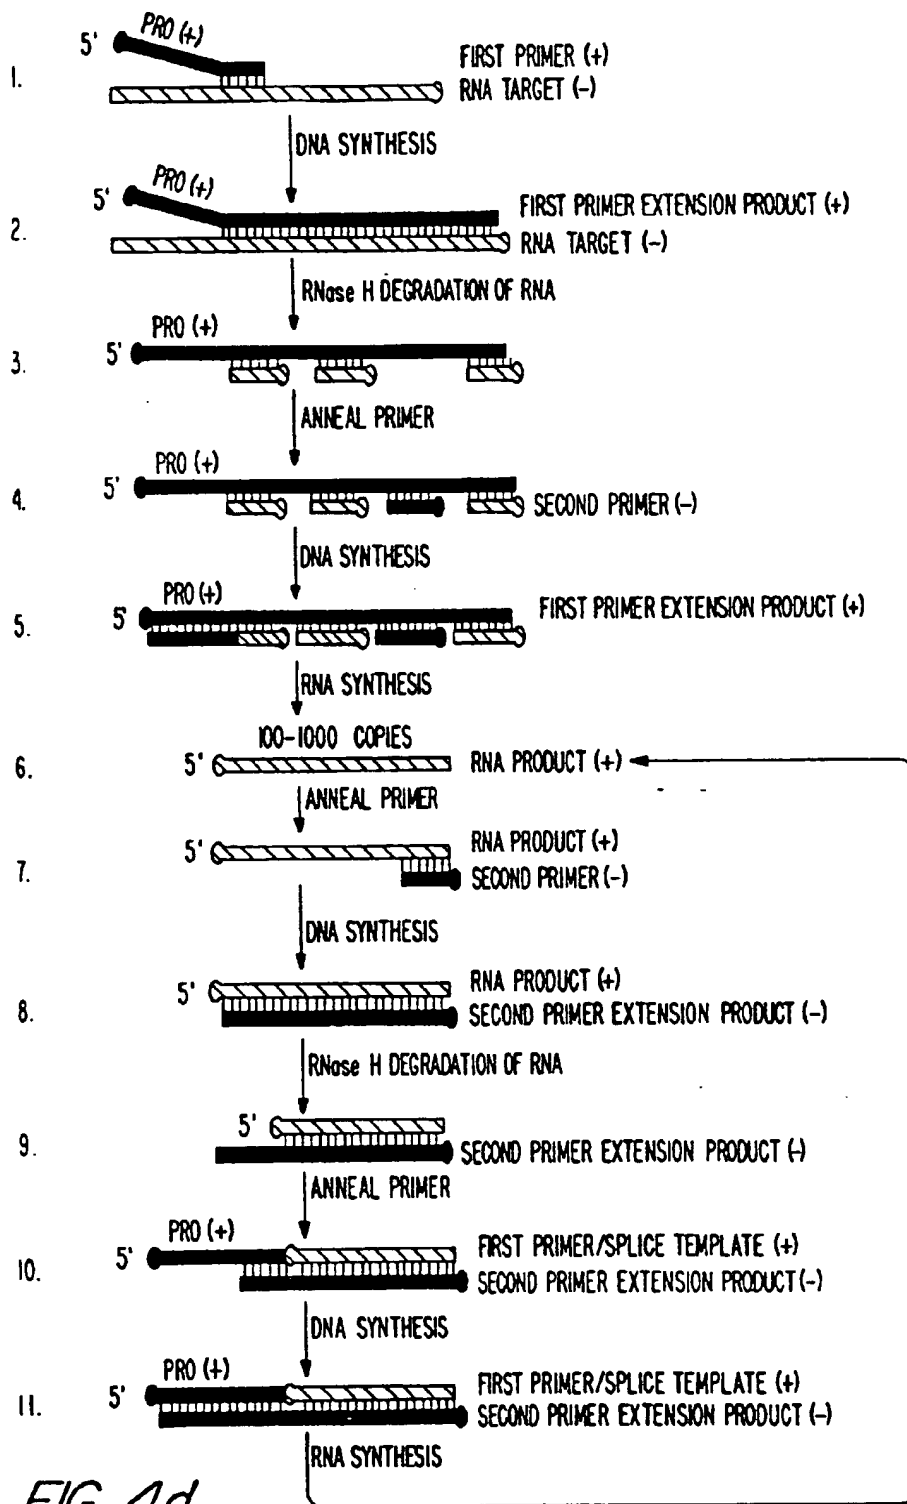 PRO (+)
5'
1.
FIRST PRIMER (+)
RNA TARGET (-)
DNA SYNTHESIS
PRO (+)
5'
2.
FIRST PRIMER EXTENSION PRODUCT (+)
RNA TARGET (-)
RNase H DEGRADATION OF RNA
PRO (+)
5'
3.
ANNEAL PRIMER
PRO (+)
5'
4.
SECOND PRIMER (-)
DNA SYNTHESIS
PRO (+)
5'
5.
FIRST PRIMER EXTENSION PRODUCT (+)
RNA SYNTHESIS
100-1000 COPIES
6.
5'
RNA PRODUCT (+)
ANNEAL PRIMER
5'
RNA PRODUCT (+)
7.
SECOND PRIMER (-)
DNA SYNTHESIS
5'
RNA PRODUCT (+)
8.
SECOND PRIMER EXTENSION PRODUCT (-)
RNase H DEGRADATION OF RNA
5'
9.
SECOND PRIMER EXTENSION PRODUCT (-)
ANNEAL PRIMER
PRO (+)
5'
FIRST PRIMER/SPLICE TEMPLATE (+)
10.
SECOND PRIMER EXTENSION PRODUCT (-)
DNA SYNTHESIS
PRO (+)
5'
FIRST PRIMER/SPLICE TEMPLATE (+)
11.
SECOND PRIMER EXTENSION PRODUCT (-)
RNA SYNTHESIS
FIG. 4d